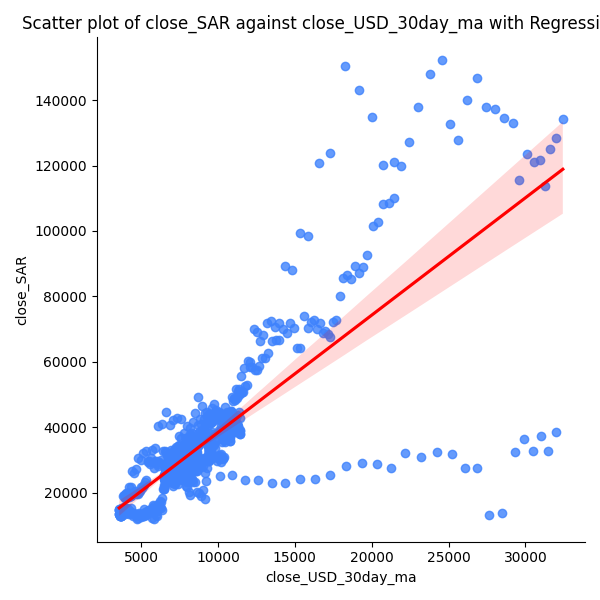 Scatter plot of close_SAR against close_USD_30day_ma with Regressi
140000
120000
100000
80000
60000
40000
20000
close_SAR
5000 10000 15000 20000 25000 30000
close_USD_30day_ma